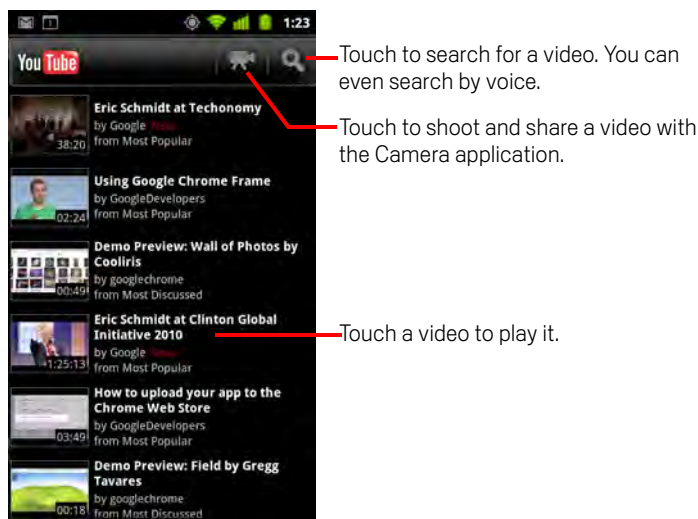 1:23
You Tube
Touch to search for a video. You can
even search by voice.
Touch to shoot and share a video with
the Camera application.
Eric Schmidt at Techonomy
by Google New
38:20
from Most Popular
Using Google Chrome Frame
by GoogleDevelopers
02:24
from Most Popular
Demo Preview: Wall of Photos by
Cooliris
by googlechrome
00:49
from Most Discussed
Eric Schmidt at Clinton Global
Initiative 2010
Touch a video to play it.
by Google New
1:25:13
from Most Popular
How to upload your app to the
Chrome Web Store
by GoogleDevelopers
03:49
from Most Popular
Demo Preview: Field by Gregg
Tavares
by googlechrome
00:18
from Most Discussed